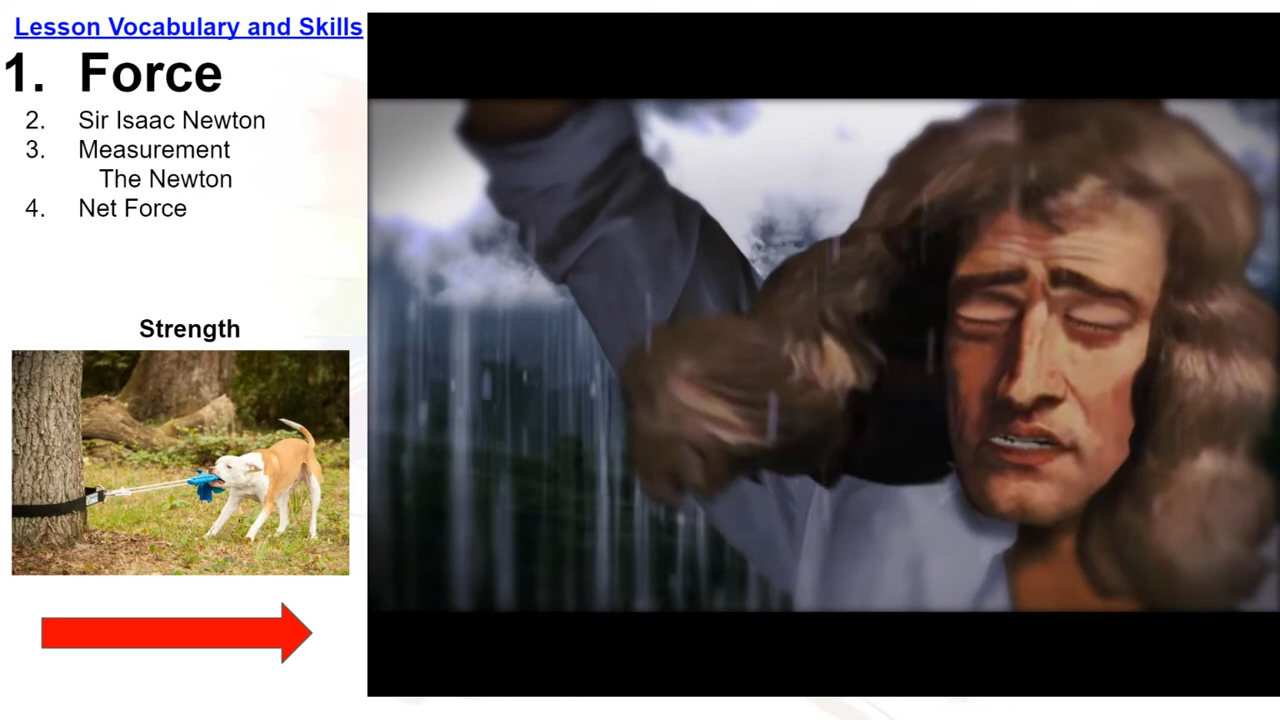 Lesson Vocabulary and Skills
1. Force
2. Sir Isaac Newton
3. Measurement
The Newton
4. Net Force
Strength